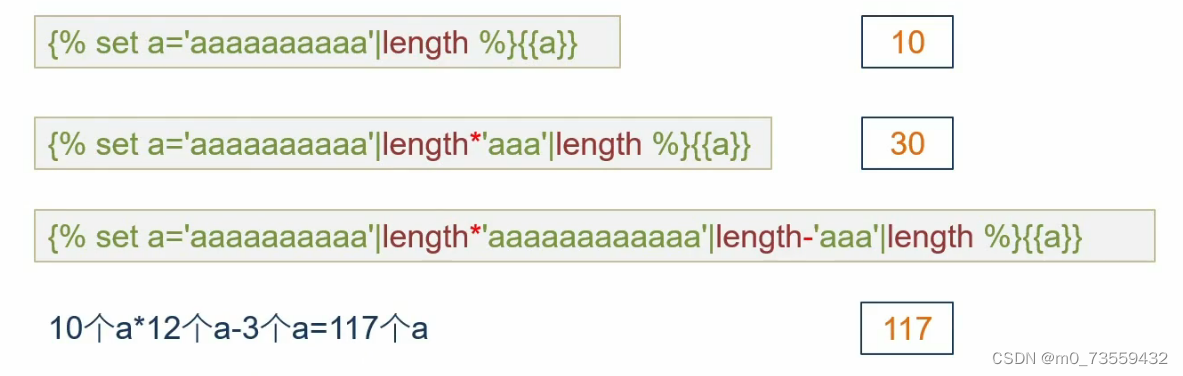 {% set a='aaaaaaaaaa'|length %}{{a}} 10
{% set a='aaaaaaaaaa'|length*'aaa'|length %}{{a}} 30
{% set a='aaaaaaaaaa'|length*'aaaaaaaaaaaa'|length-'aaa'|length %}{{a}}
10个a*12个a-3个a=117个a 117
CSDN @m0_73559432